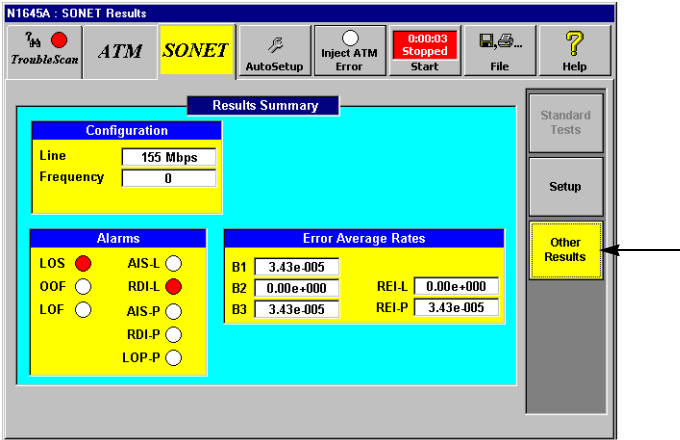 N1645A : SONET Results
?
TroubleScan
ATM
SONET
AutoSetup
Inject ATM
Error
0:00:03
Stopped
Start
...
File
?
Help
Results Summary
Configuration
Line 155 Mbps
Frequency 0
Alarms
LOS AIS-L
OOF RDI-L
LOF AIS-P
RDI-P
LOP-P
Error Average Rates
B1 3.43e-005
B2 0.00e+000 REI-L 0.00e+000
B3 3.43e-005 REI-P 3.43e-005
Standard
Tests
Setup
Other
Results